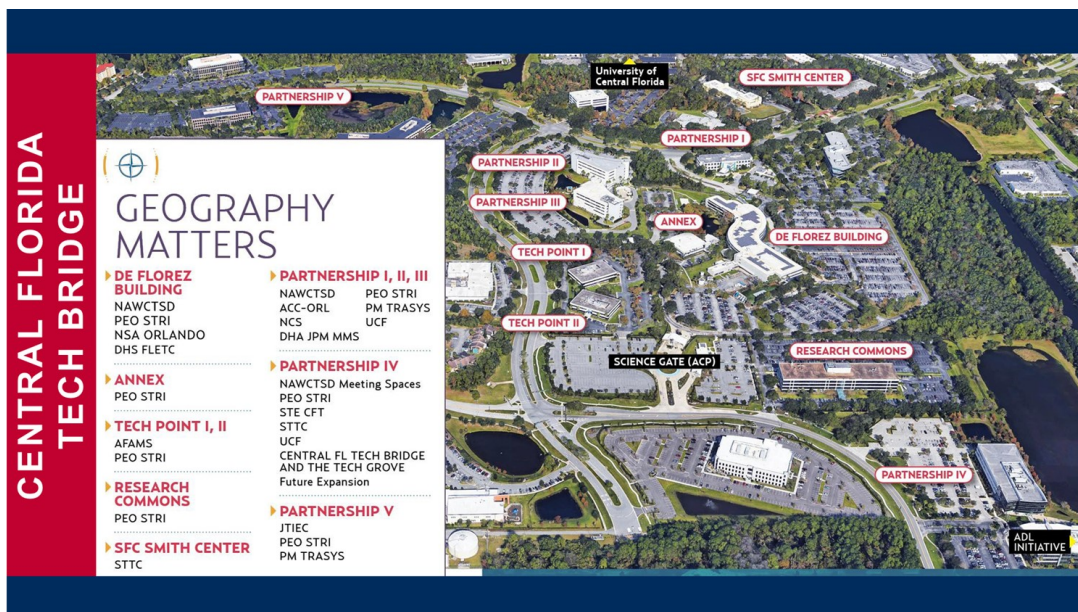 CENTRAL FLORIDA
TECH BRIDGE
GEOGRAPHY
MATTERS
DE FLOREZ
BUILDING
NAWCTSD
PEO STRI
NSA ORLANDO
DHS FLETC
ANNEX
PEO STRI
TECH POINT I, II
AFAMS
PEO STRI
RESEARCH
COMMONS
PEO STRI
SFC SMITH CENTER
STTC
PARTNERSHIP I, II, III
NAWCTSD PEO STRI
ACC-ORL PM TRASYS
NCS UCF
DHA JPM MMS
PARTNERSHIP IV
NAWCTSD Meeting Spaces
PEO STRI
STE CFT
STTC
UCF
CENTRAL FL TECH BRIDGE
AND THE TECH GROVE
Future Expansion
PARTNERSHIP V
JTIEC
PEO STRI
PM TRASYS
PARTNERSHIP V
University of
Central Florida
SFC SMITH CENTER
PARTNERSHIP I
PARTNERSHIP II
PARTNERSHIP III
ANNEX
DE FLOREZ BUILDING
TECH POINT I
TECH POINT II
SCIENCE GATE (ACP)
RESEARCH COMMONS
PARTNERSHIP IV
ADL
INITIATIVE